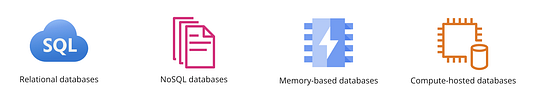 SQL
Relational databases
NoSQL databases
Memory-based databases
Compute-hosted databases